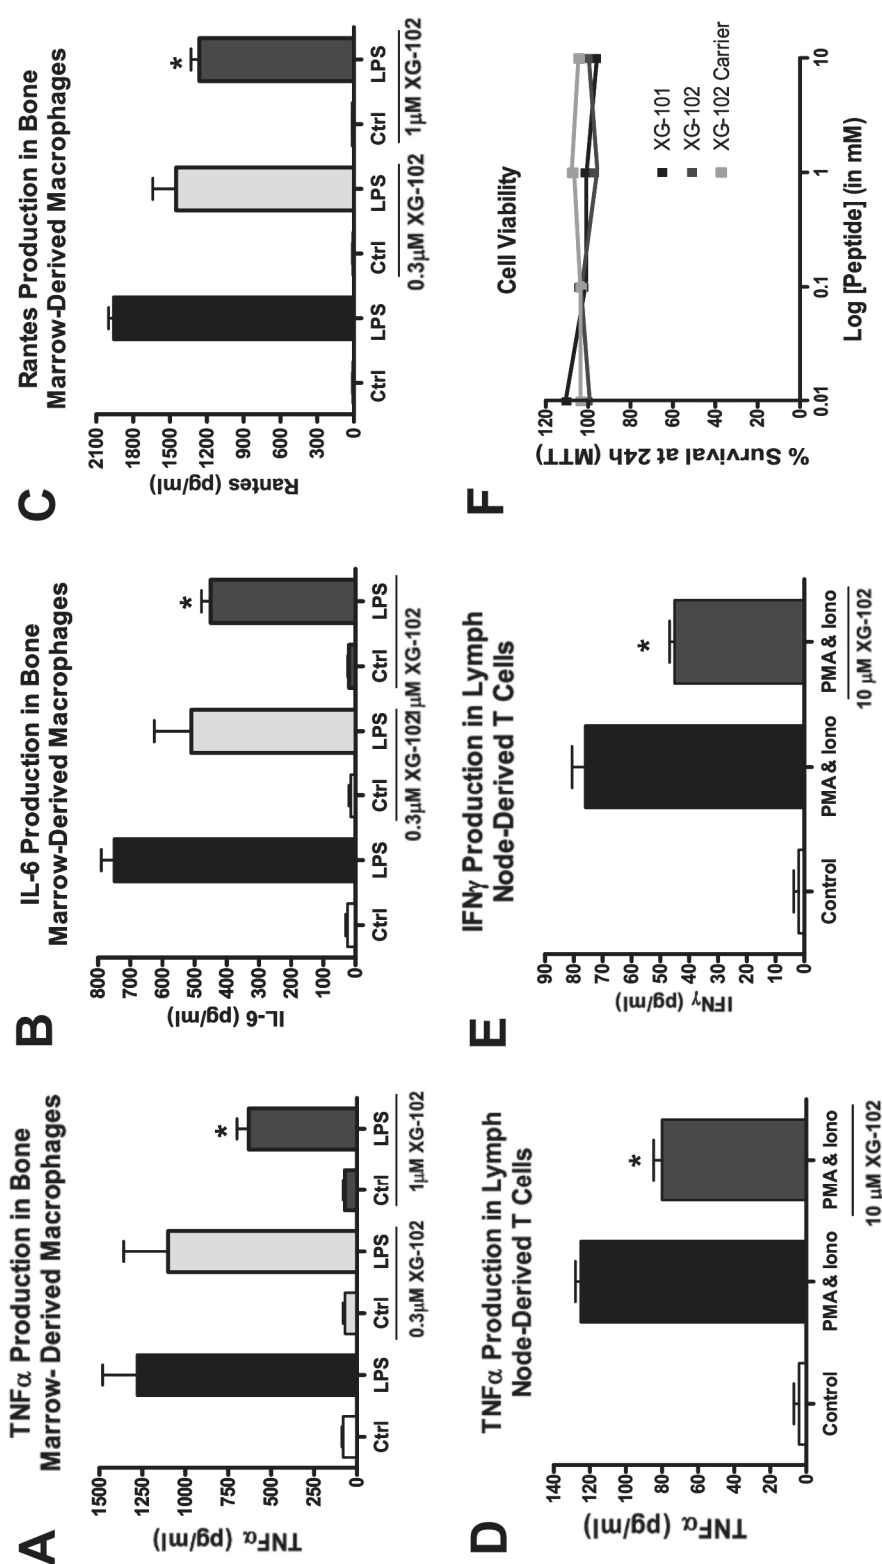 A
TNFα Production in Bone
Marrow- Derived Macrophages
TNFα (pg/ml)
1500
1250
1000
750
500
250
0
Ctrl
LPS
Ctrl
LPS
Ctrl
LPS
*
0.3μM XG-102
1μM XG-102
B
IL-6 Production in Bone
Marrow-Derived Macrophages
IL-6 (pg/ml)
800
700
600
500
400
300
200
100
0
Ctrl
LPS
Ctrl
LPS
Ctrl
LPS
*
0.3μM XG-102
1μM XG-102
C
Rantes Production in Bone
Marrow-Derived Macrophages
Rantes (pg/ml)
2100
1800
1500
1200
900
600
300
0
Ctrl
LPS
Ctrl
LPS
Ctrl
LPS
*
0.3μM XG-102
1μM XG-102
D
TNFα Production in Lymph
Node-Derived T Cells
TNFα (pg/ml)
140
120
100
80
60
40
20
0
Control
PMA & Iono
PMA & Iono
*
10 μM XG-102
E
IFNγ Production in Lymph
Node-Derived T Cells
IFNγ (pg/ml)
90
80
70
60
50
40
30
20
10
0
Control
PMA & Iono
PMA & Iono
*
10 μM XG-102
F
Cell Viability
% Survival at 24h (MTT)
120
100
80
60
40
20
0
0.01
0.1
1
10
Log [Peptide] (in mM)
XG-101
XG-102
XG-102 Carrier